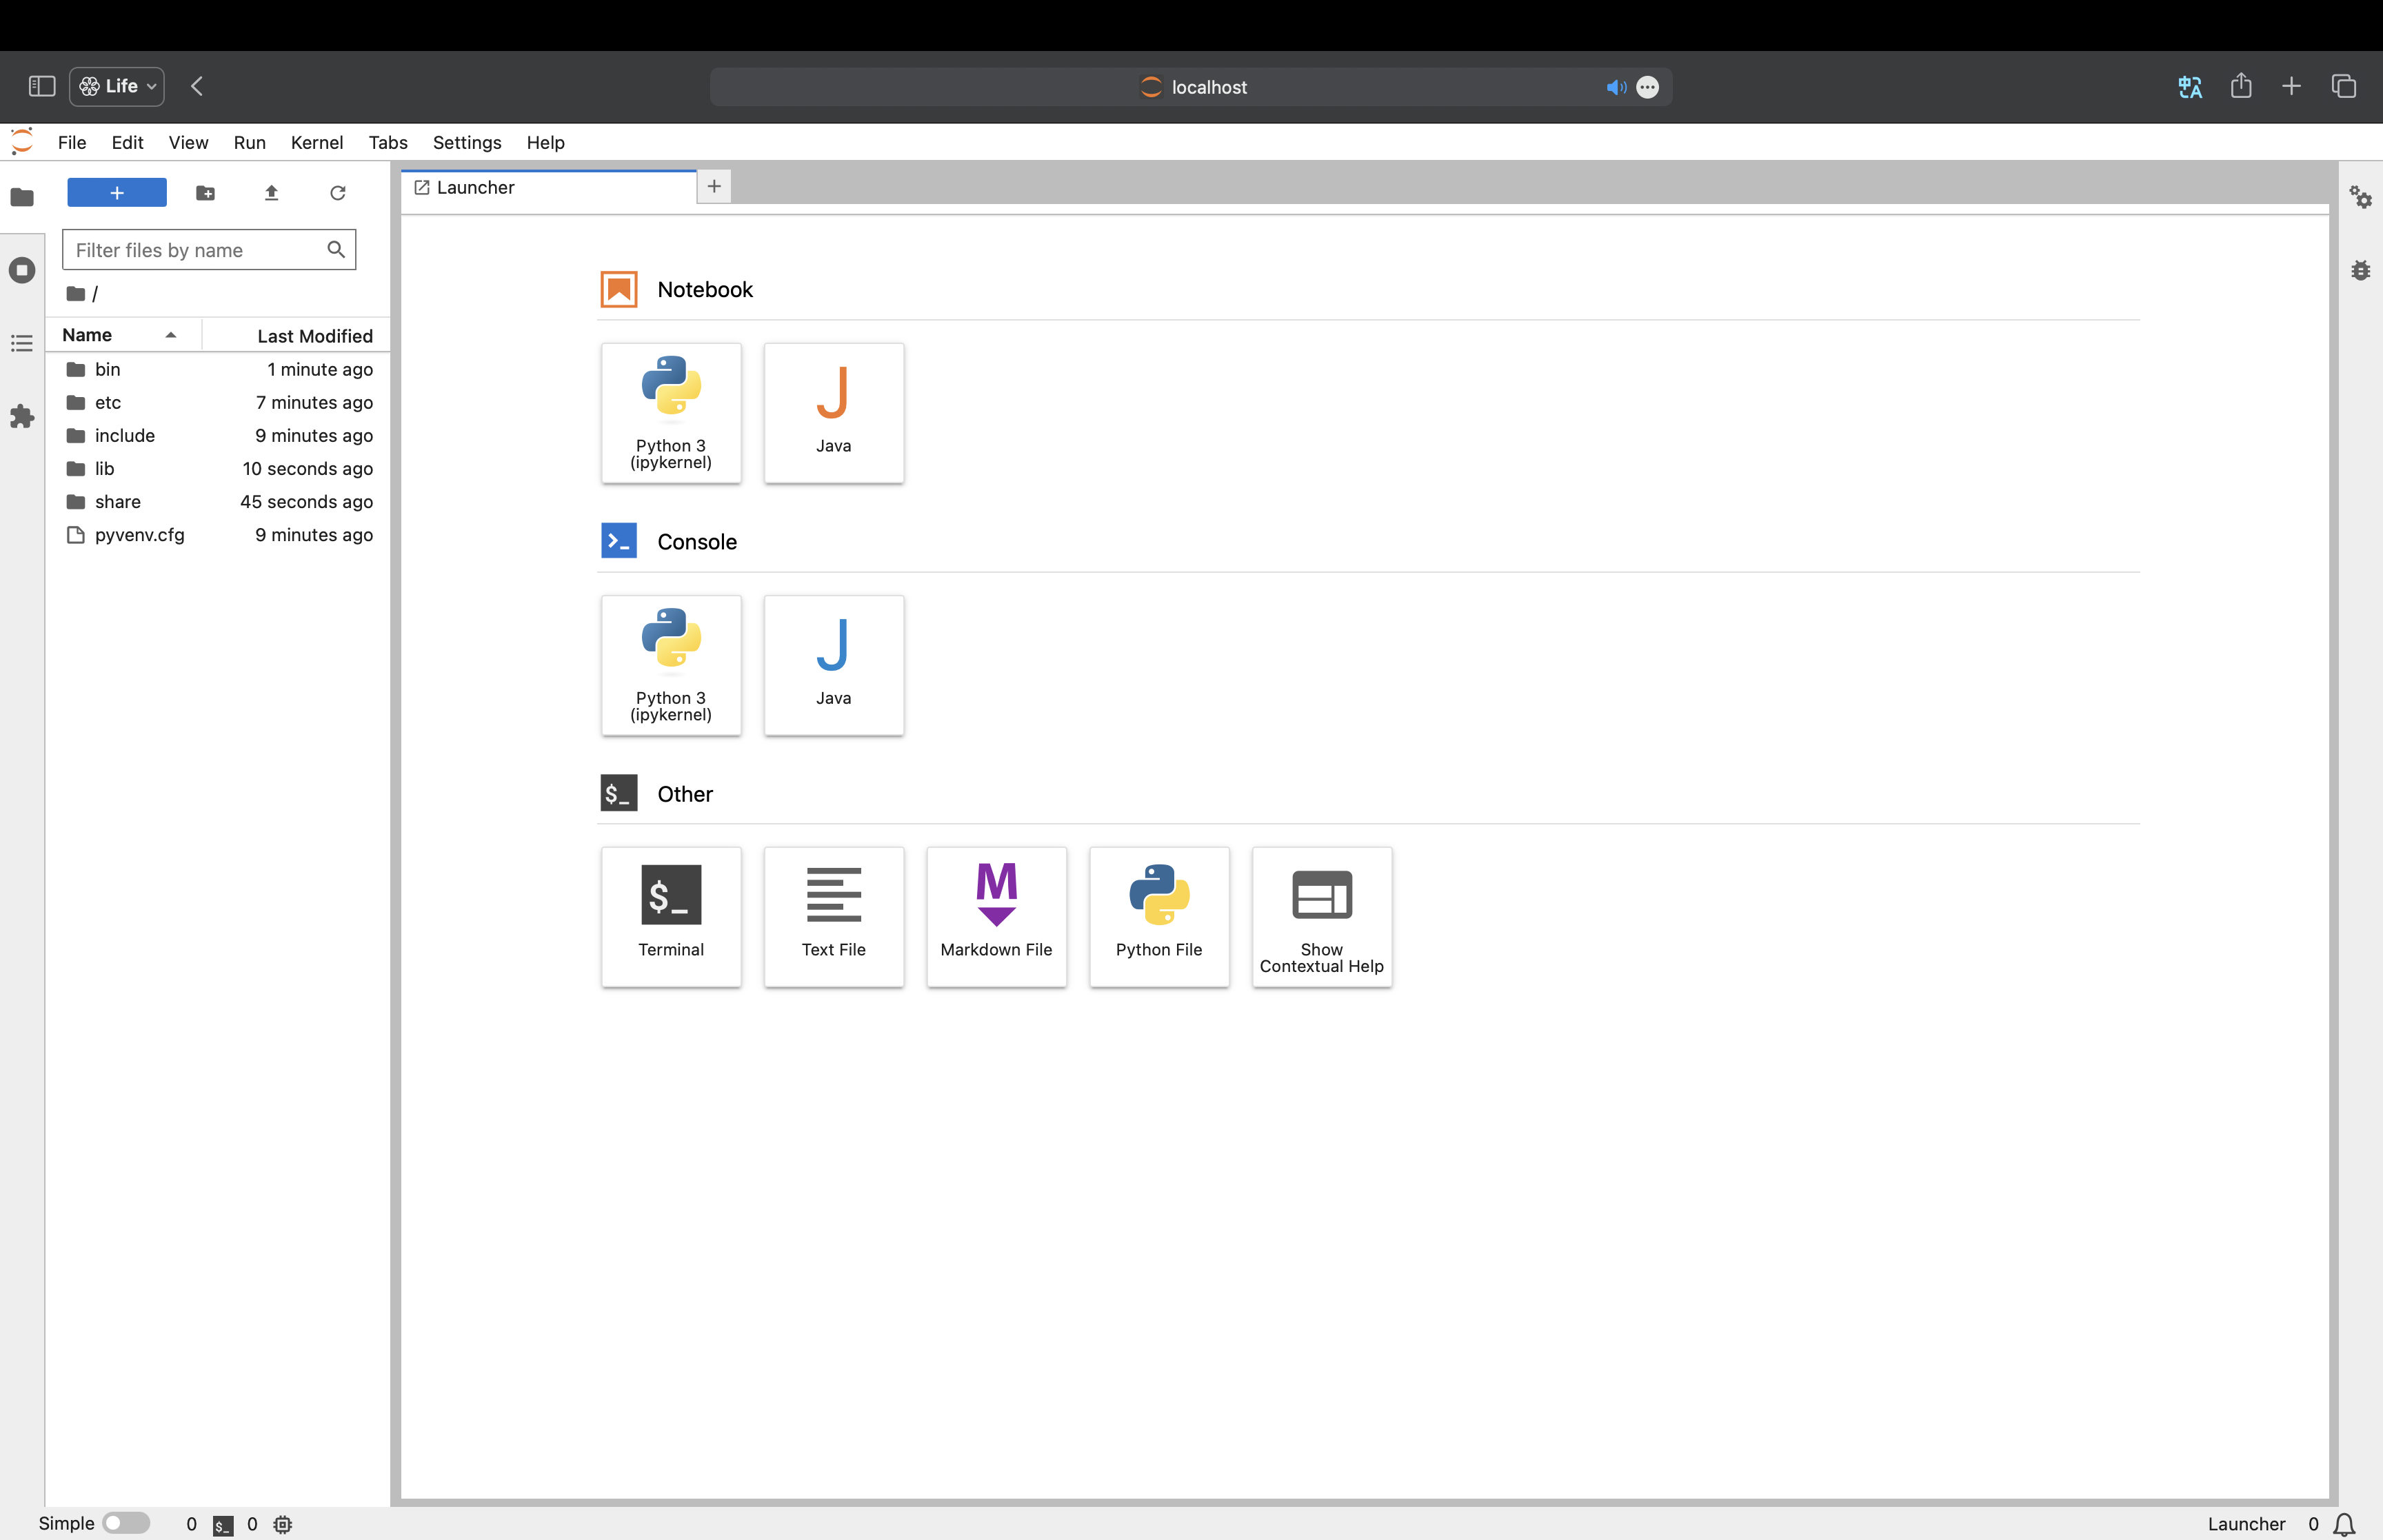 Life
localhost
File Edit View Run Kernel Tabs Settings Help
Launcher
Filter files by name
/
Name Last Modified
bin 1 minute ago
etc 7 minutes ago
include 9 minutes ago
lib 10 seconds ago
share 45 seconds ago
pyvenv.cfg 9 minutes ago
Notebook
Python 3
(ipykernel)
J
Java
Console
Python 3
(ipykernel)
J
Java
$_ Other
$_
Terminal
Text File
M
Markdown File
Python File
Show
Contextual Help
Simple 0 $_ 0
Launcher 0